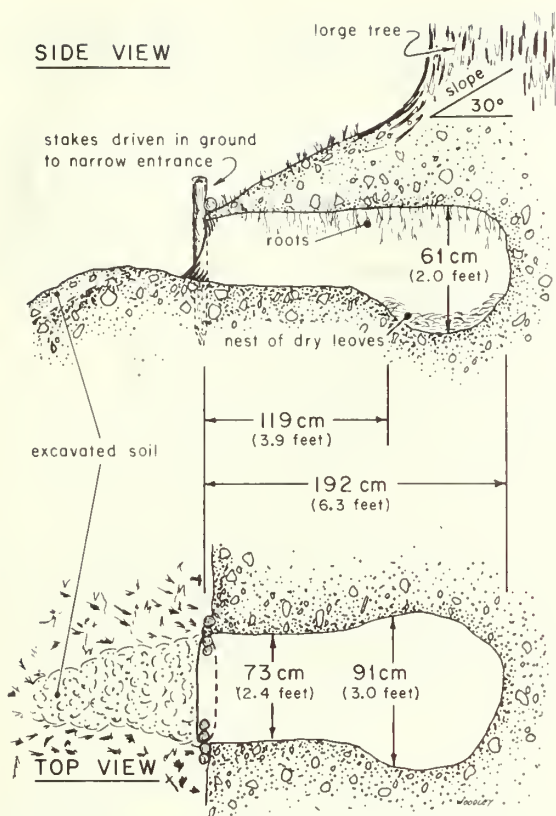 SIDE VIEW
large tree
slope
30°
stakes driven in ground
to narrow entrance
roots
61 cm
(2.0 feet)
nest of dry leaves
119 cm
(3.9 feet)
excavated soil
192 cm
(6.3 feet)
73 cm
(2.4 feet)
91 cm
(3.0 feet)
TOP VIEW